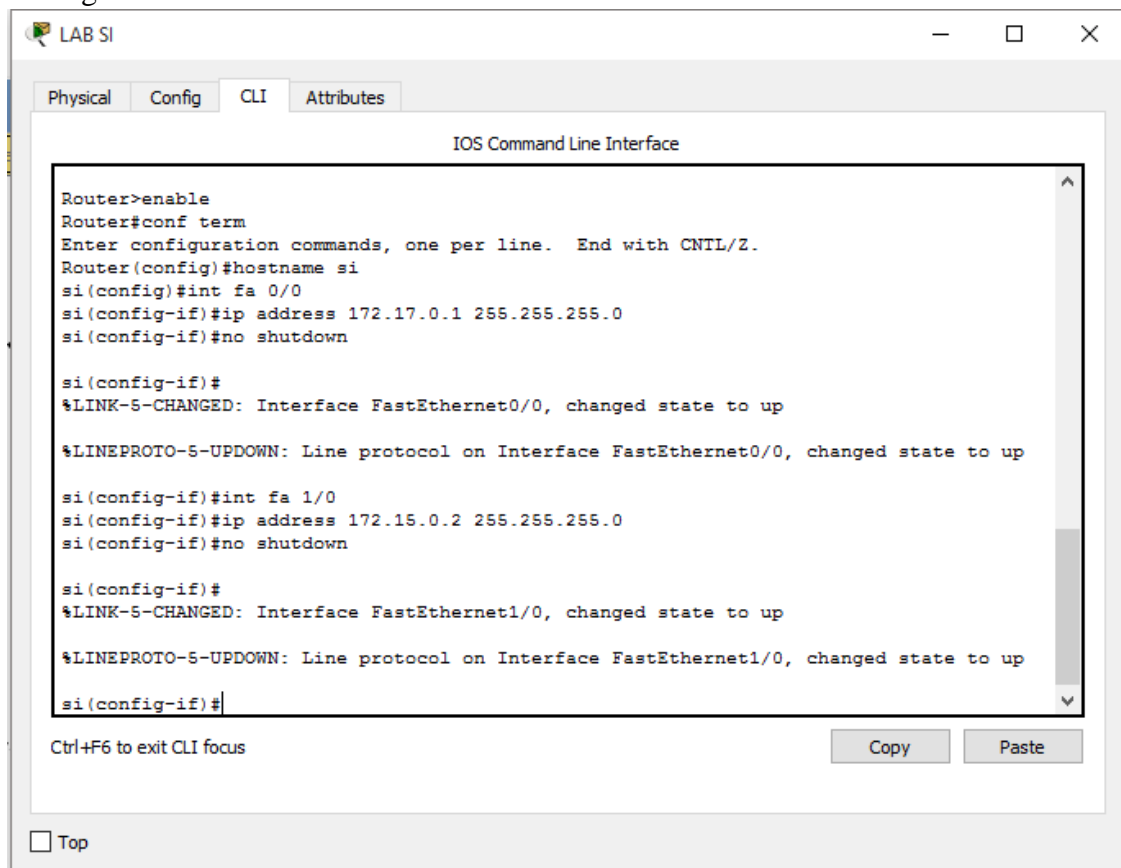 LAB SI
Physical Config CLI Attributes
IOS Command Line Interface
Router>enable
Router#conf term
Enter configuration commands, one per line.  End with CNTL/Z.
Router(config)#hostname si
si(config)#int fa 0/0
si(config-if)#ip address 172.17.0.1 255.255.255.0
si(config-if)#no shutdown
si(config-if)#
%LINK-5-CHANGED: Interface FastEthernet0/0, changed state to up
%LINEPROTO-5-UPDOWN: Line protocol on Interface FastEthernet0/0, changed state to up
si(config-if)#int fa 1/0
si(config-if)#ip address 172.15.0.2 255.255.255.0
si(config-if)#no shutdown
si(config-if)#
%LINK-5-CHANGED: Interface FastEthernet1/0, changed state to up
%LINEPROTO-5-UPDOWN: Line protocol on Interface FastEthernet1/0, changed state to up
si(config-if)#
Ctrl+F6 to exit CLI focus Copy Paste
Top